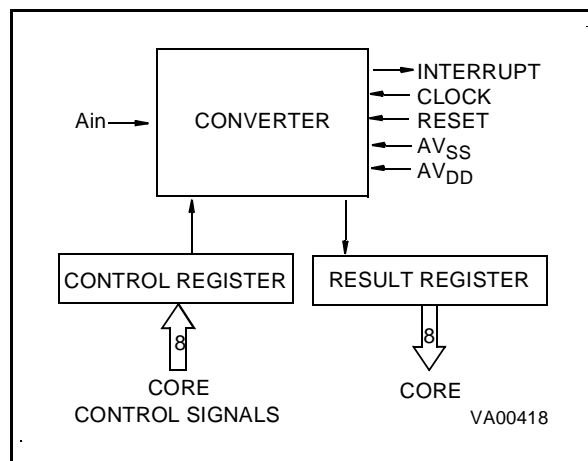 INTERRUPT
CLOCK
Ain
CONVERTER
RESET
AVSS
AVDD
CONTROL REGISTER
RESULT REGISTER
8
8
CORE
CONTROL SIGNALS
CORE
VA00418